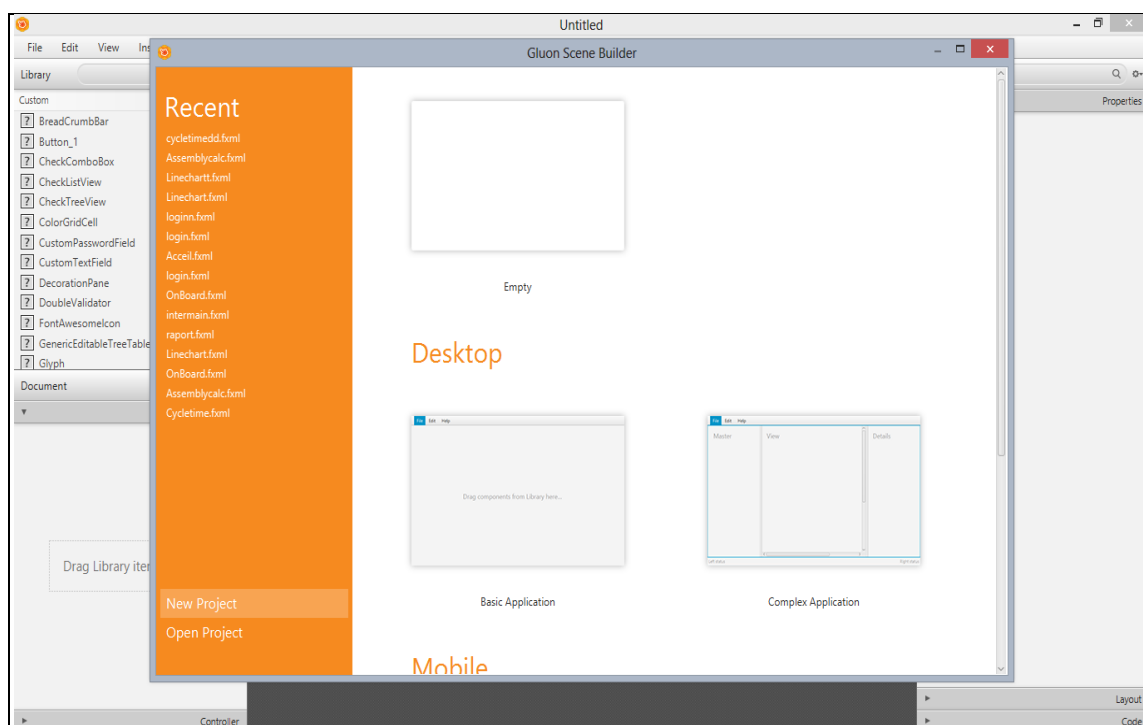 Untitled
File Edit View Ins
Gluon Scene Builder
Library
Properties
Custom
? BreadCrumbBar
? Button_1
? CheckComboBox
? CheckListView
? CheckTreeView
? ColorGridCell
? CustomPasswordField
? CustomTextField
? DecorationPane
? DoubleValidator
? FontAwesomeIcon
? GenericEditableTreeTable
? Glyph
Document
Drag Library iter
Controller
Recent
cycletimedd.fxml
Assemblycalc.fxml
Linechartt.fxml
Linechart.fxml
loginn.fxml
login.fxml
Acceil.fxml
login.fxml
OnBoard.fxml
intermain.fxml
raport.fxml
Linechart.fxml
OnBoard.fxml
Assemblycalc.fxml
Cycletime.fxml
New Project
Open Project
Empty
Desktop
File Edit Help
Drag components from Library here...
Basic Application
File Edit Help
Master View Details
Left status Right status
Complex Application
Mobile
Layout
Code